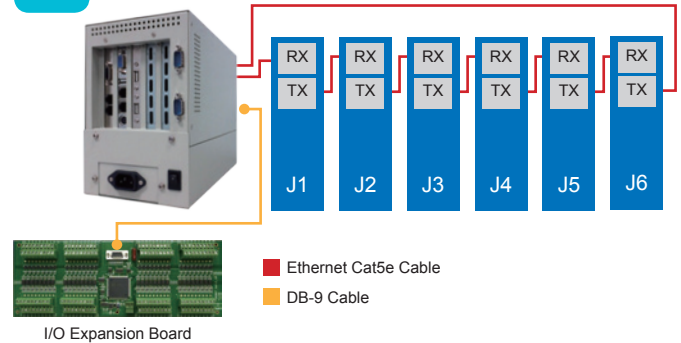 RX RX RX RX RX RX
TX TX TX TX TX TX
J1 J2 J3 J4 J5 J6
Ethernet Cat5e Cable
DB-9 Cable
I/O Expansion Board